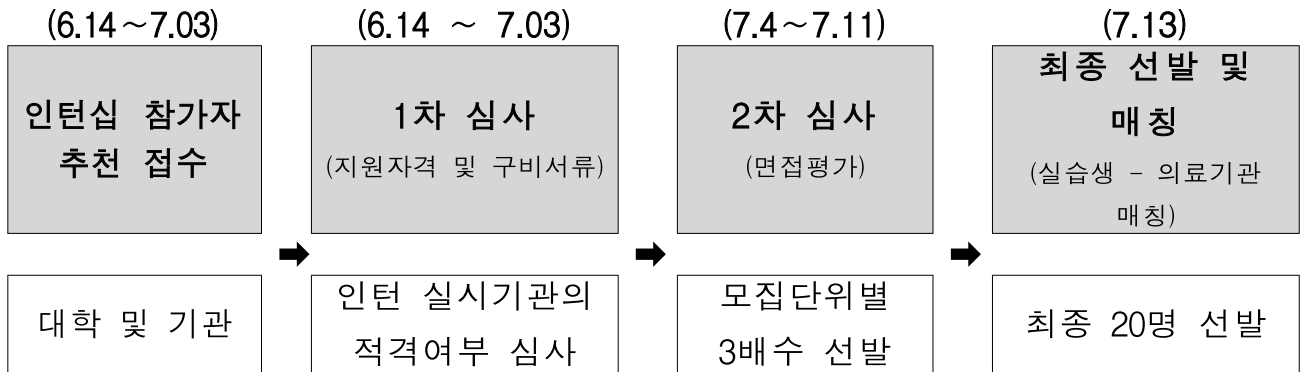 (6.14~7.03)
인턴십 참가자
추천 접수
대학 및 기관
(6.14 ~ 7.03)
1차 심사
(지원자격 및 구비서류)
인턴 실시기관의
적격여부 심사
(7.4~7.11)
2차 심사
(면접평가)
모집단위별
3배수 선발
(7.13)
최종 선발 및
매칭
(실습생 - 의료기관
매칭)
최종 20명 선발